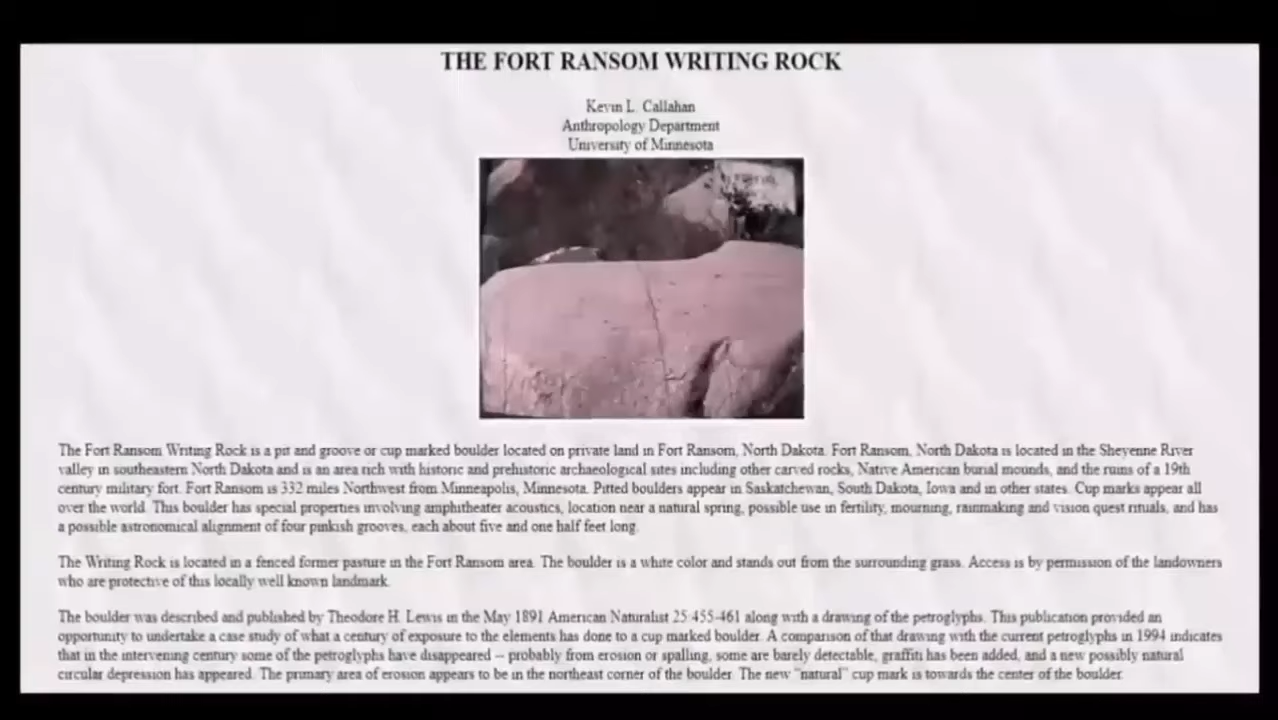 THE FORT RANSOM WRITING ROCK
Kevin L. Callahan
Anthropology Department
University of Minnesota
The Fort Ransom Writing Rock is a pit and groove or cup marked boulder located on private land in Fort Ransom, North Dakota. Fort Ransom, North Dakota is located in the Sheyenne River
valley in southeastern North Dakota and is an area rich with historic and prehistoric archaeological sites including other carved rocks, Native American burial mounds, and the ruins of a 19th
century military fort. Fort Ransom is 332 miles Northwest from Minneapolis, Minnesota. Pitted boulders appear in Saskatchewan, South Dakota, Iowa and in other states. Cup marks appear all
over the world. This boulder has special properties involving amphitheater acoustics, location near a natural spring, possible use in fertility, mourning, rainmaking and vision quest rituals, and has
a possible astronomical alignment of four pinkish grooves, each about five and one half feet long.
The Writing Rock is located in a fenced former pasture in the Fort Ransom area. The boulder is a white color and stands out from the surrounding grass. Access is by permission of the landowners
who are protective of this locally well known landmark.
The boulder was described and published by Theodore H. Lewis in the May 1891 American Naturalist 25:455-461 along with a drawing of the petroglyphs. This publication provided an
opportunity to undertake a case study of what a century of exposure to the elements has done to a cup marked boulder. A comparison of that drawing with the current petroglyphs in 1994 indicates
that in the intervening century some of the petroglyphs have disappeared -- probably from erosion or spalling, some are barely detectable, graffiti has been added, and a new possibly natural
circular depression has appeared. The primary area of erosion appears to be in the northeast corner of the boulder. The new "natural" cup mark is towards the center of the boulder.